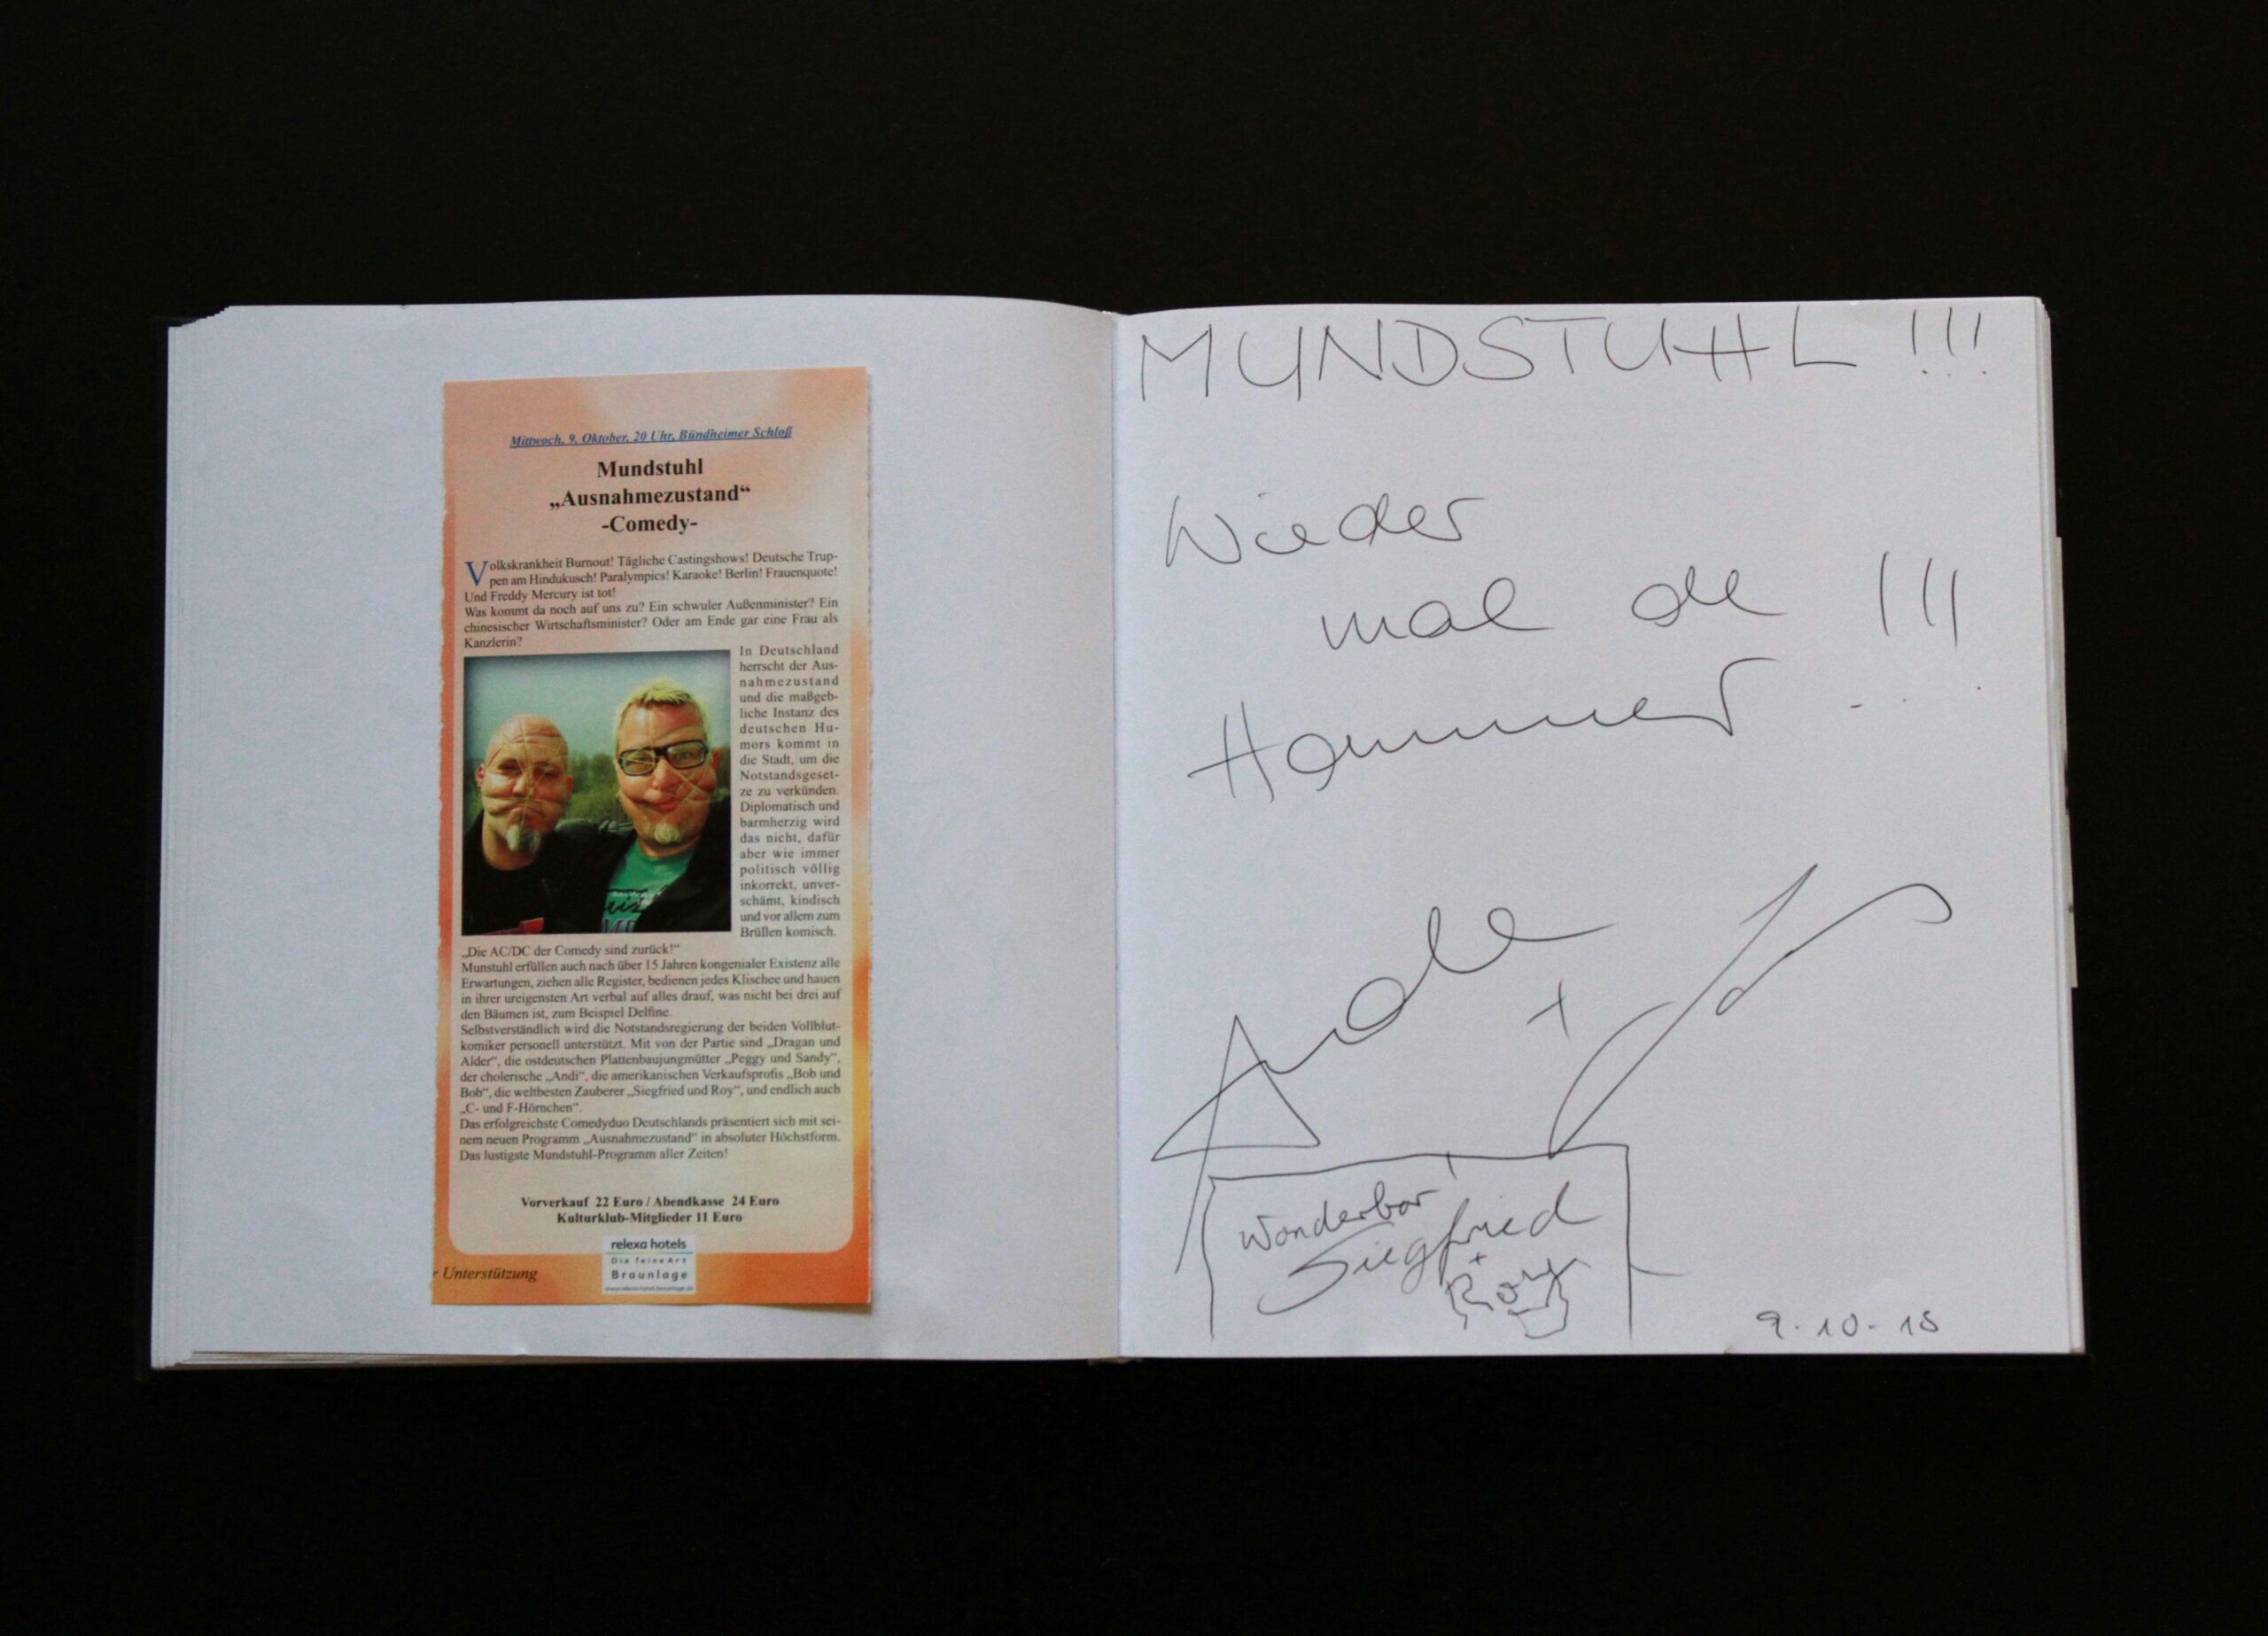 Mittwoch, 9. Oktober, 20 Uhr, Bündheimer Schloß
Mundstuhl
„Ausnahmezustand“
-Comedy-
Volkskrankheit Burnout! Tägliche Castingshows! Deutsche Trup-
pen am Hindukusch! Paralympics! Karaoke! Berlin! Frauenquote!
Und Freddy Mercury ist tot!
Was kommt da noch auf uns zu? Ein schwuler Außenminister? Ein
chinesischer Wirtschaftsminister? Oder am Ende gar eine Frau als
Kanzlerin?
In Deutschland
herrscht der Aus-
nahmezustand
und die maßgeb-
liche Instanz des
deutschen Hu-
mors kommt in
die Stadt, um die
Notstandsgeset-
ze zu verkünden.
Diplomatisch und
barmherzig wird
das nicht, dafür
aber wie immer
politisch völlig
inkorrekt, unver-
schämt, kindisch
und vor allem zum
Brüllen komisch.
„Die AC/DC der Comedy sind zurück!“
Munstuhl erfüllen auch nach über 15 Jahren kongenialer Existenz alle
Erwartungen, ziehen alle Register, bedienen jedes Klischee und hauen
in ihrer ureigensten Art verbal auf alles drauf, was nicht bei drei auf
den Bäumen ist, zum Beispiel Delfine.
Selbstverständlich wird die Notstandsregierung der beiden Vollblut-
komiker personell unterstützt. Mit von der Partie sind „Dragan und
Alder“, die ostdeutschen Plattenbaujungmütter „Peggy und Sandy“,
der cholerische „Andi“, die amerikanischen Verkaufsprofis „Bob und
Bob“, die weltbesten Zauberer „Siegfried und Roy“, und endlich auch
„C- und F-Hörnchen“.
Das erfolgreichste Comedyduo Deutschlands präsentiert sich mit sei-
nem neuen Programm „Ausnahmezustand“ in absoluter Höchstform.
Das lustigste Mundstuhl-Programm aller Zeiten!
Vorverkauf 22 Euro / Abendkasse 24 Euro
Kulturklub-Mitglieder 11 Euro
relexa hotels
Die feine Art
Braunlage
r Unterstützung
MUNDSTUHL !!!
Wieder
mal de !!!
Hammer
Ande
+
Wonderbar
Siegfried
+
Roy